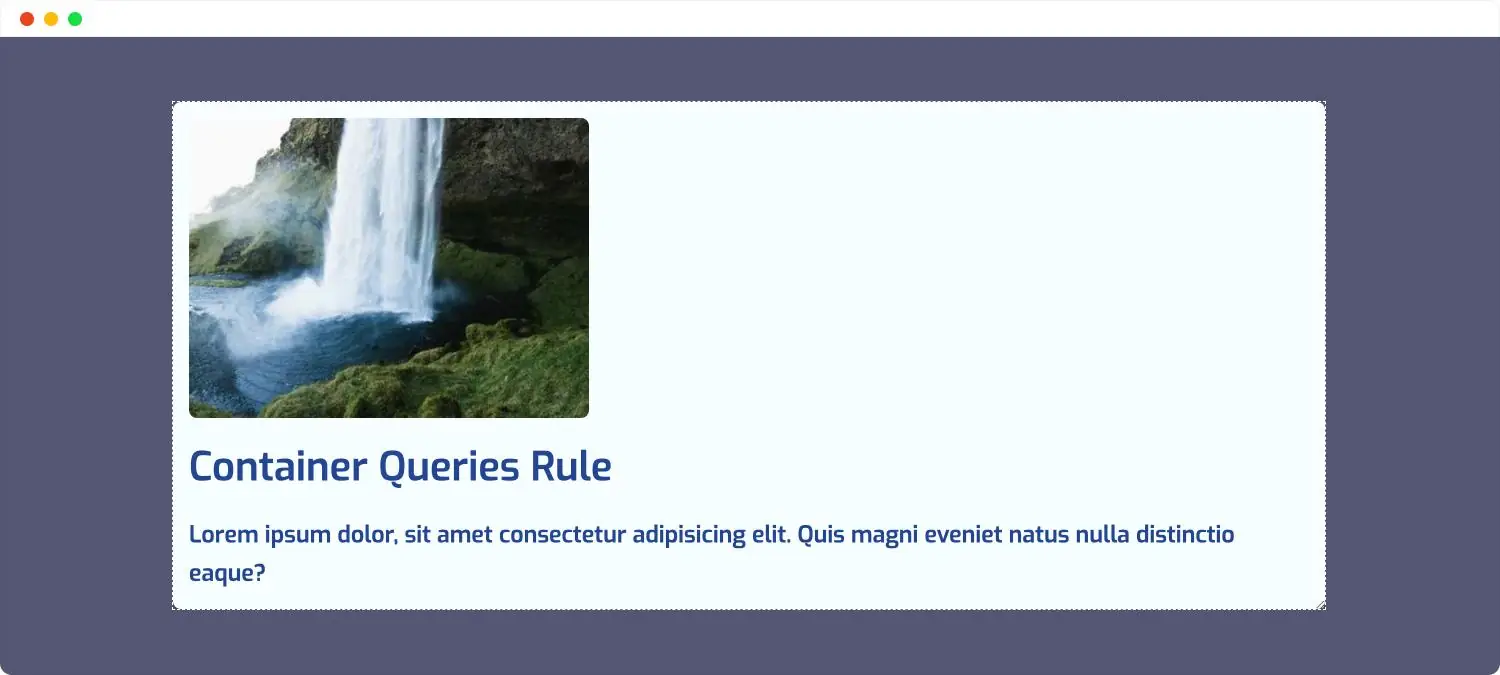 Container Queries Rule
Lorem ipsum dolor, sit amet consectetur adipisicing elit. Quis magni eveniet natus nulla distinctio
eaque?